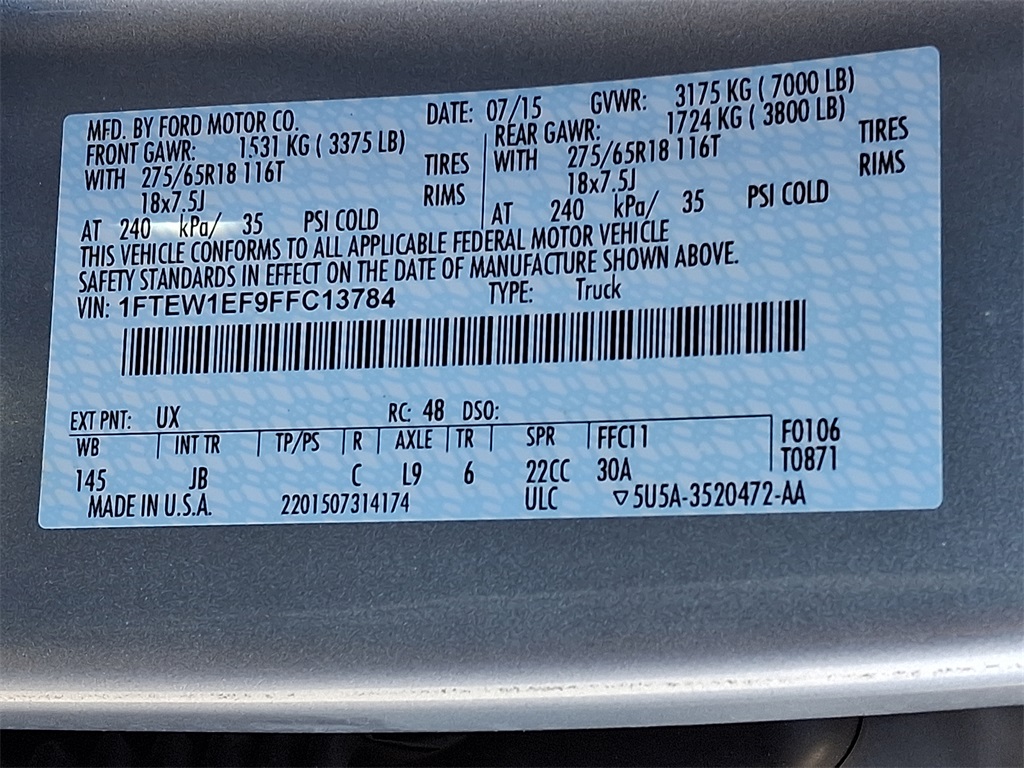 MFD. BY FORD MOTOR CO. DATE: 07/15 GVWR: 3175 KG ( 7000 LB)
FRONT GAWR: 1531 KG ( 3375 LB) REAR GAWR: 1724 KG ( 3800 LB)
WITH 275/65R18 116T TIRES WITH 275/65R18 116T TIRES
18x7.5J RIMS 18x7.5J RIMS
AT 240 kPa/ 35 PSI COLD AT 240 kPa/ 35 PSI COLD
THIS VEHICLE CONFORMS TO ALL APPLICABLE FEDERAL MOTOR VEHICLE
SAFETY STANDARDS IN EFFECT ON THE DATE OF MANUFACTURE SHOWN ABOVE.
VIN: 1FTEW1EF9FFC13784 TYPE: Truck
EXT PNT: UX RC: 48 DSO:
WB INT TR TP/PS R AXLE TR SPR FFC11 F0106
145 JB C L9 6 22CC 30A T0871
MADE IN U.S.A. 2201507314174 ULC ▽5U5A-3520472-AA